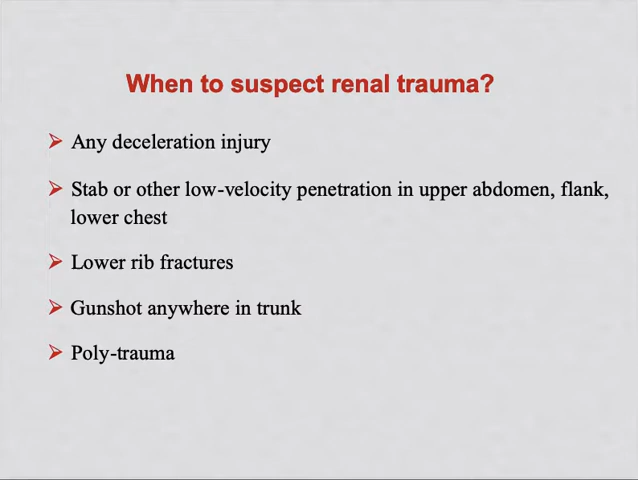 When to suspect renal trauma?
Any deceleration injury
Stab or other low-velocity penetration in upper abdomen, flank,
lower chest
Lower rib fractures
Gunshot anywhere in trunk
Poly-trauma